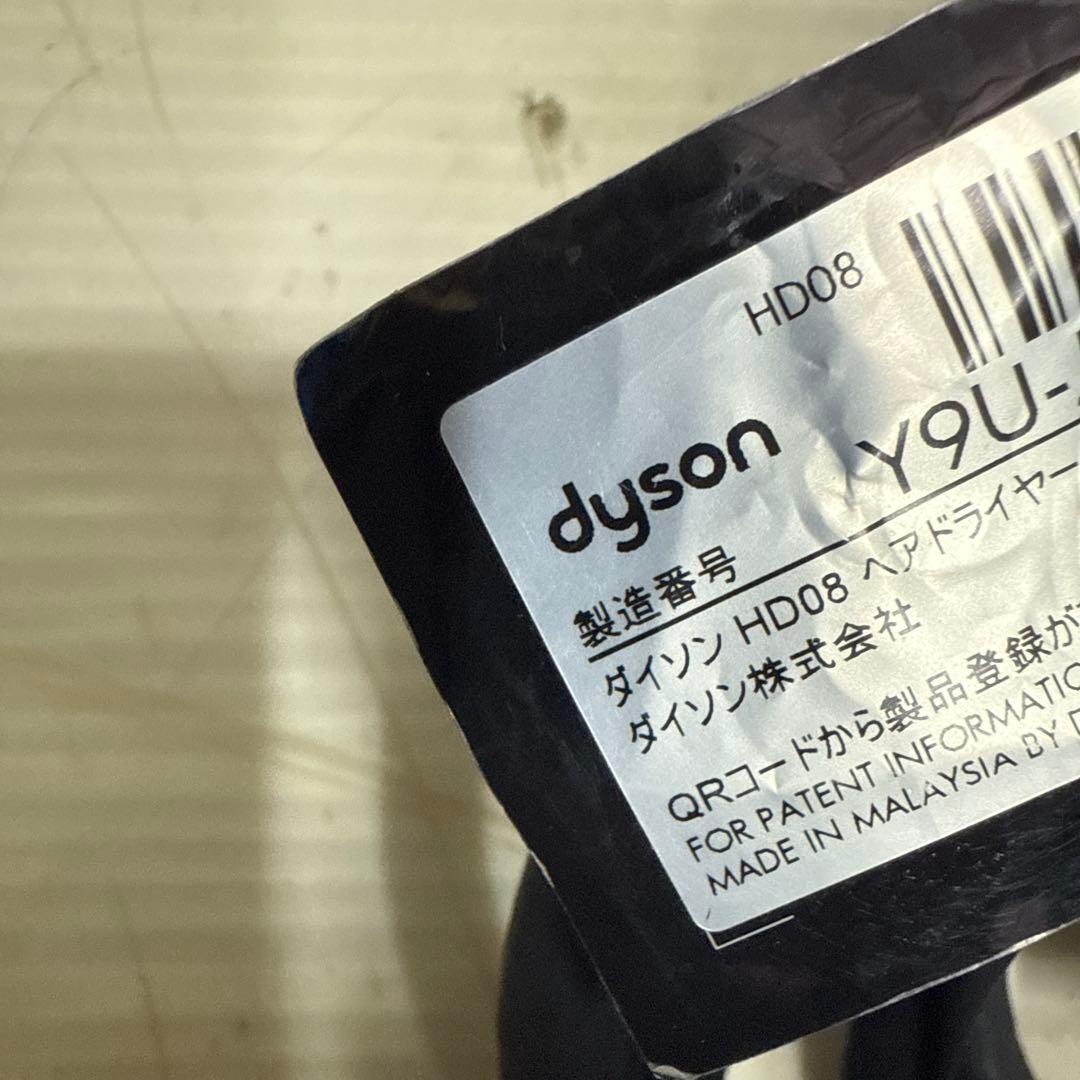 HD08
dyson Y9U-
製造番号
ダイソン HD08 ヘアドライヤー
ダイソン株式会社
QRコードから製品登録が
FOR PATENT INFORMATIO
MADE IN MALAYSIA BY D